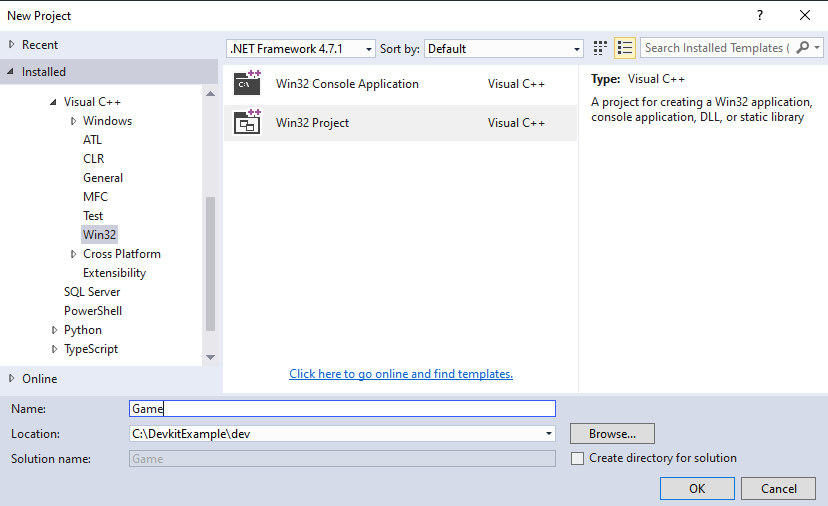 New Project
?
Recent
.NET Framework 4.7.1
Sort by:
Default
Search Installed Templates (
Installed
Visual C++
Windows
ATL
CLR
General
MFC
Test
Win32
Cross Platform
Extensibility
SQL Server
PowerShell
Python
TypeScript
Online
C:\
Win32 Console Application
Visual C++
Win32 Project
Visual C++
Click here to go online and find templates.
Type: Visual C++
A project for creating a Win32 application,
console application, DLL, or static library
Name:
Game
Location:
C:\DevkitExample\dev
Browse...
Solution name:
Game
Create directory for solution
OK
Cancel